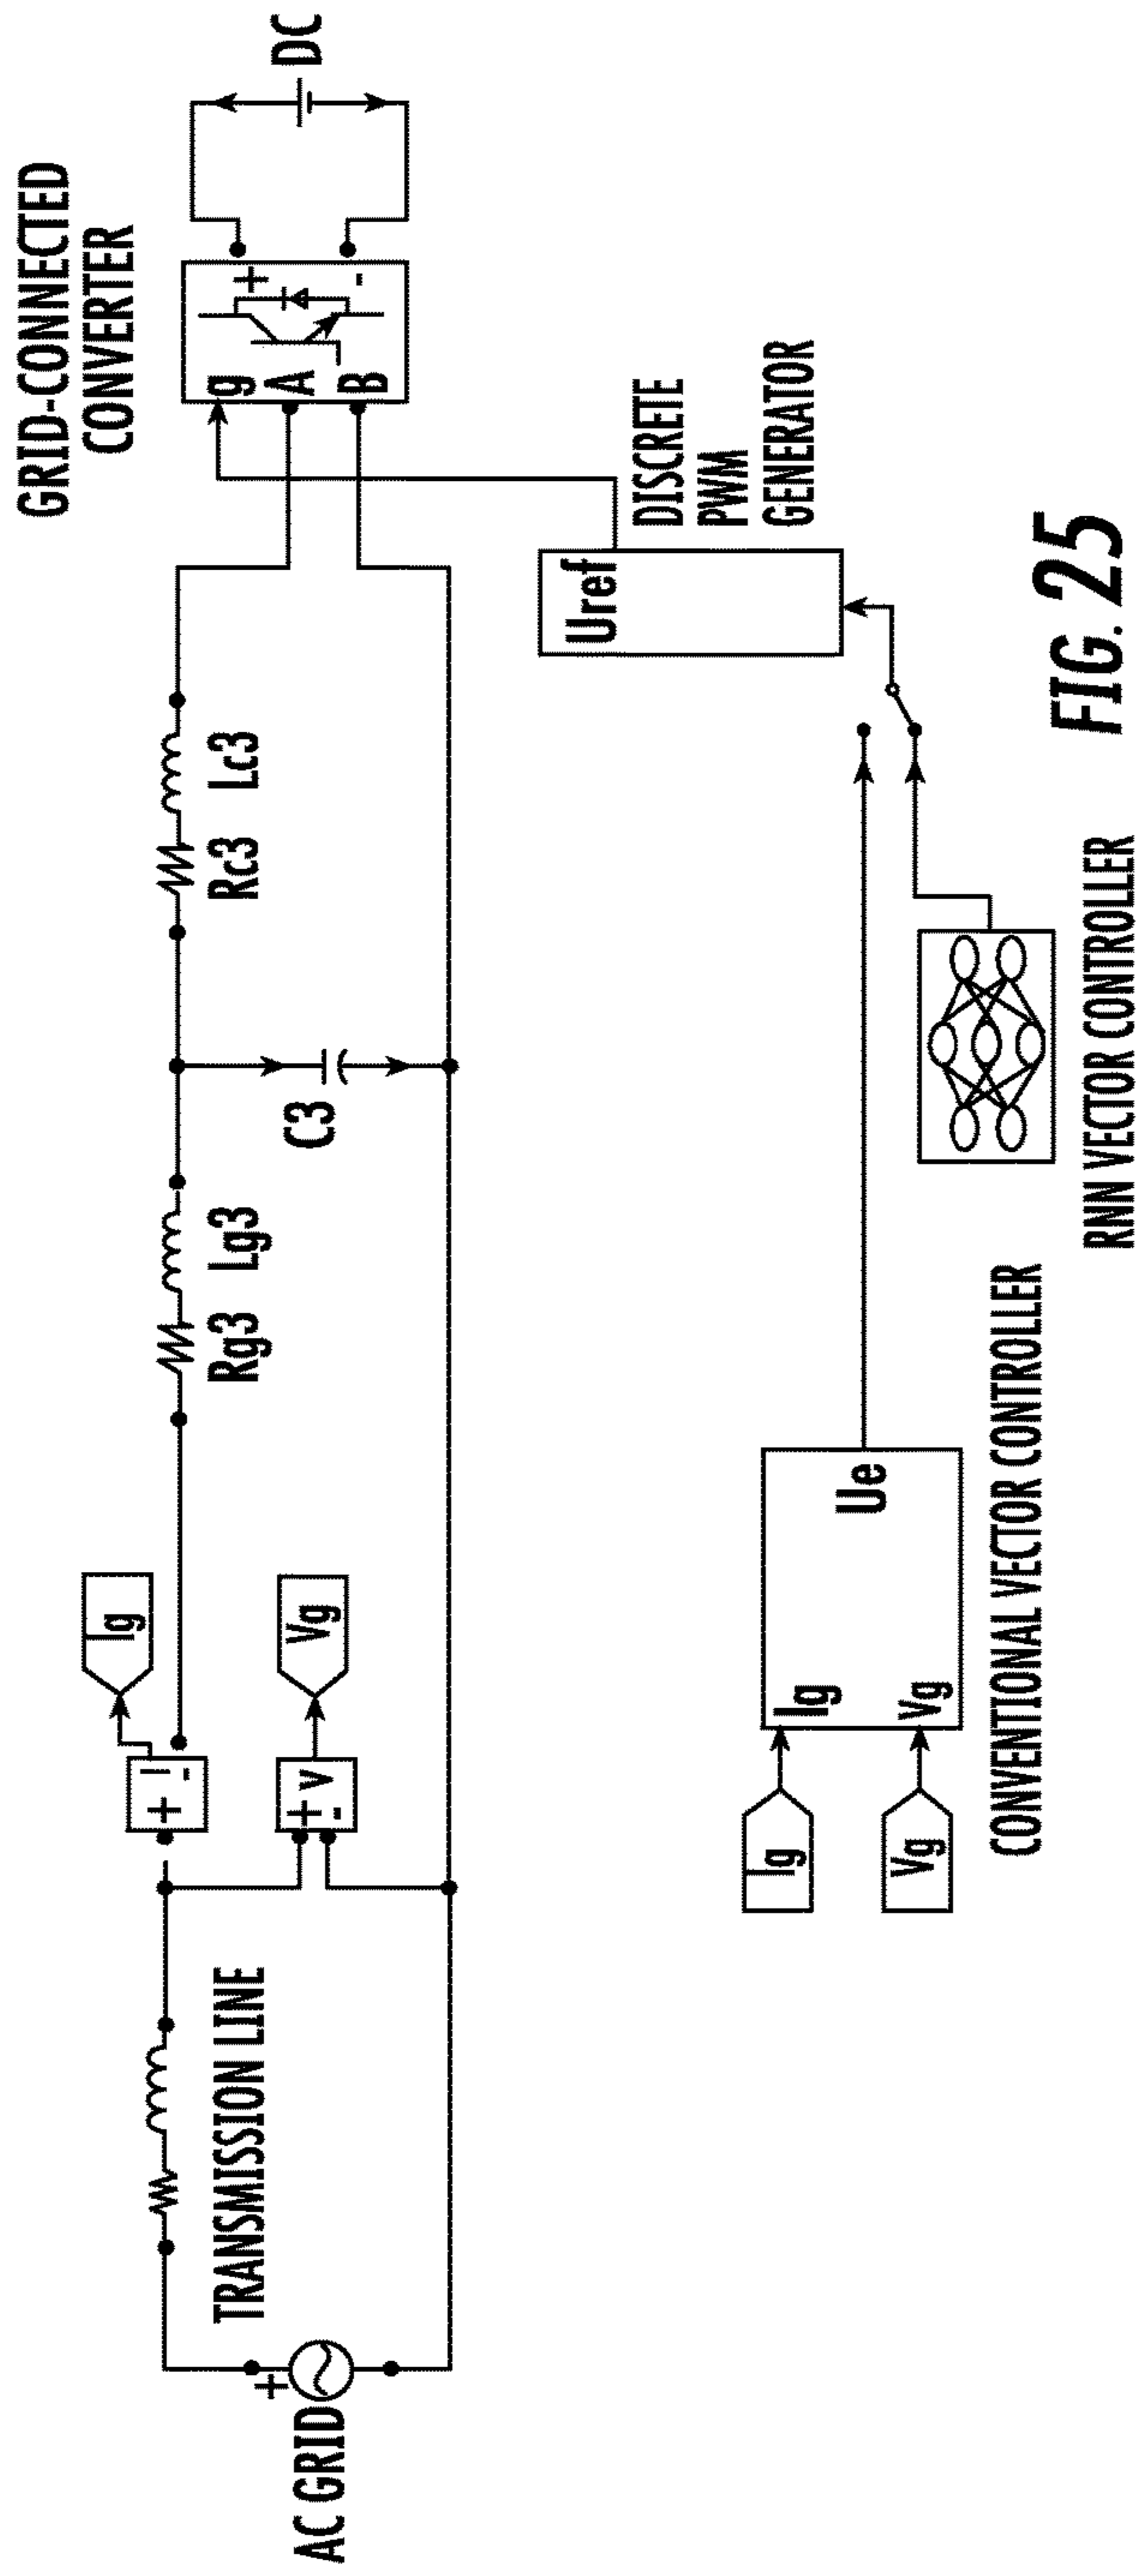 GRID-CONNECTED
CONVERTER
Ig
+ I
-
Rg3 Lg3
Rc3 Lc3
g
A
B
+
-
DC
TRANSMISSION LINE
+ V
-
Vg
C3
+
AC GRID
Uref
DISCRETE
PWM
GENERATOR
Ig
Vg
Ig
Vg
Ue
CONVENTIONAL VECTOR CONTROLLER
RNN VECTOR CONTROLLER
FIG. 25